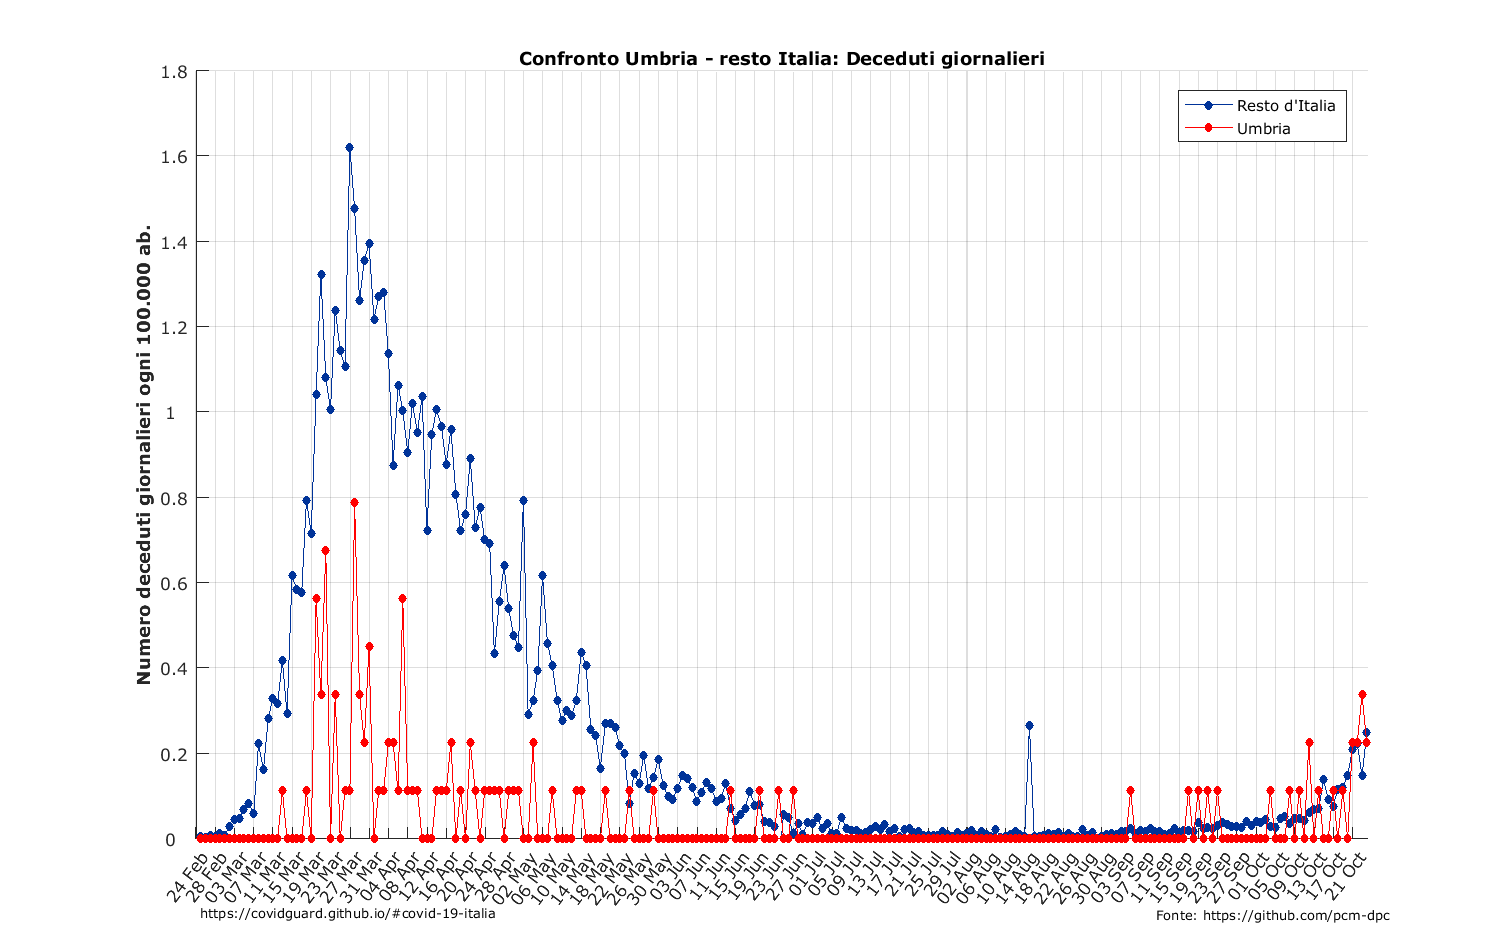 Confronto Umbria - resto Italia: Deceduti giornalieri
Numero deceduti giornalieri ogni 100.000 ab.
1.8
1.6
1.4
1.2
1
0.8
0.6
0.4
0.2
0
Resto d'Italia
Umbria
24 Feb
28 Feb
03 Mar
07 Mar
11 Mar
15 Mar
19 Mar
23 Mar
27 Mar
31 Mar
04 Apr
08 Apr
12 Apr
16 Apr
20 Apr
24 Apr
28 Apr
02 May
06 May
10 May
14 May
18 May
22 May
26 May
30 May
03 Jun
07 Jun
11 Jun
15 Jun
19 Jun
23 Jun
27 Jun
01 Jul
05 Jul
09 Jul
13 Jul
17 Jul
21 Jul
25 Jul
29 Jul
02 Aug
06 Aug
10 Aug
14 Aug
18 Aug
22 Aug
26 Aug
30 Aug
03 Sep
07 Sep
11 Sep
15 Sep
19 Sep
23 Sep
27 Sep
01 Oct
05 Oct
09 Oct
13 Oct
17 Oct
21 Oct
https://covidguard.github.io/#covid-19-italia
Fonte: https://github.com/pcm-dpc